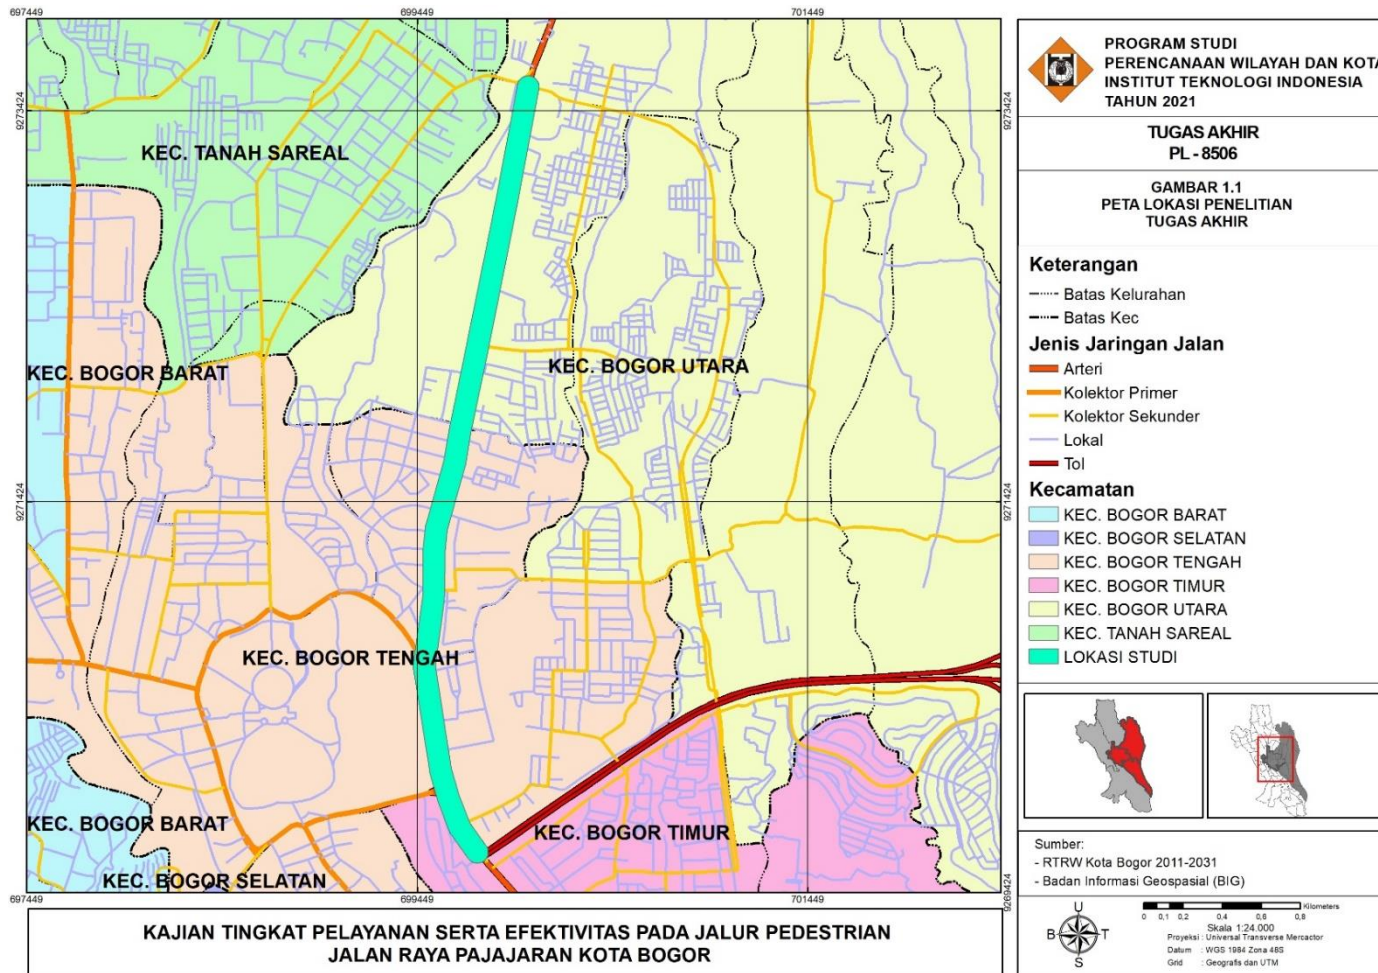 697449
699449
701449
9273424
9273424
KEC. TANAH SAREAL
KEC. BOGOR BARAT
KEC. BOGOR UTARA
9271424
9271424
KEC. BOGOR TENGAH
KEC. BOGOR BARAT
KEC. BOGOR TIMUR
KEC. BOGOR SELATAN
9269424
697449
699449
701449
KAJIAN TINGKAT PELAYANAN SERTA EFEKTIVITAS PADA JALUR PEDESTRIAN
JALAN RAYA PAJAJARAN KOTA BOGOR
PROGRAM STUDI
PERENCANAAN WILAYAH DAN KOTA
INSTITUT TEKNOLOGI INDONESIA
TAHUN 2021
TUGAS AKHIR
PL - 8506
GAMBAR 1.1
PETA LOKASI PENELITIAN
TUGAS AKHIR
Keterangan
Batas Kelurahan
Batas Kec
Jenis Jaringan Jalan
Arteri
Kolektor Primer
Kolektor Sekunder
Lokal
Tol
Kecamatan
KEC. BOGOR BARAT
KEC. BOGOR SELATAN
KEC. BOGOR TENGAH
KEC. BOGOR TIMUR
KEC. BOGOR UTARA
KEC. TANAH SAREAL
LOKASI STUDI
Sumber:
- RTRW Kota Bogor 2011-2031
- Badan Informasi Geospasial (BIG)
U
B T
S
Kilometers
0 0,1 0,2 0,4 0,6 0,8
Skala 1:24.000
Proyeksi : Universal Transverse Mercactor
Datum : WGS 1984 Zona 48S
Grid : Geografis dan UTM